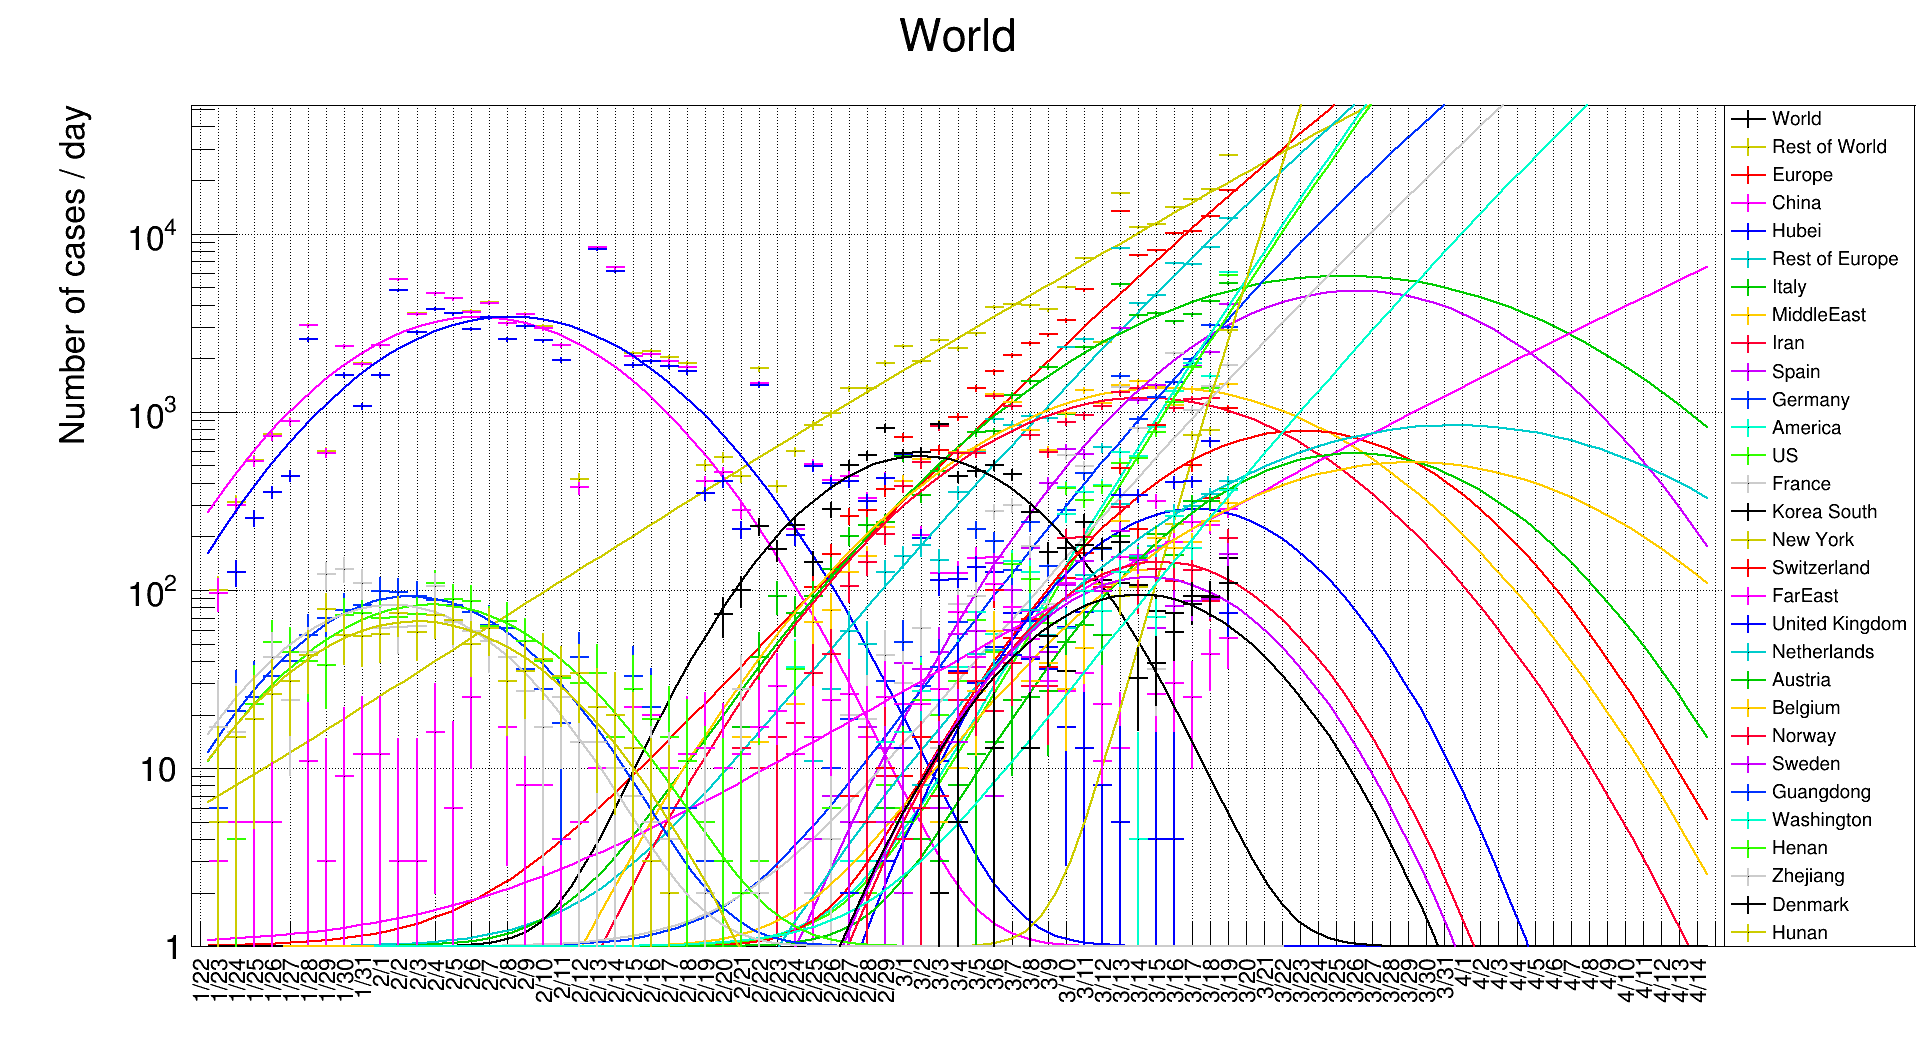 World
Number of cases / day
10⁴
10³
10²
10
1
1/22
1/23
1/24
1/25
1/26
1/27
1/28
1/29
1/30
1/31
2/1
2/2
2/3
2/4
2/5
2/6
2/7
2/8
2/9
2/10
2/11
2/12
2/13
2/14
2/15
2/16
2/17
2/18
2/19
2/20
2/21
2/22
2/23
2/24
2/25
2/26
2/27
2/28
2/29
3/1
3/2
3/3
3/4
3/5
3/6
3/7
3/8
3/9
3/10
3/11
3/12
3/13
3/14
3/15
3/16
3/17
3/18
3/19
3/20
3/21
3/22
3/23
3/24
3/25
3/26
3/27
3/28
3/29
3/30
3/31
4/1
4/2
4/3
4/4
4/5
4/6
4/7
4/8
4/9
4/10
4/11
4/12
4/13
4/14
World
Rest of World
Europe
China
Hubei
Rest of Europe
Italy
MiddleEast
Iran
Spain
Germany
America
US
France
Korea South
New York
Switzerland
FarEast
United Kingdom
Netherlands
Austria
Belgium
Norway
Sweden
Guangdong
Washington
Henan
Zhejiang
Denmark
Hunan